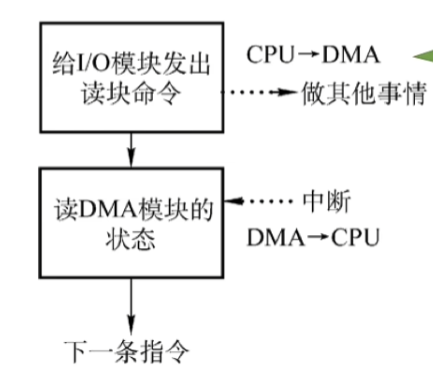 给I/O模块发出
读块命令
CPU→DMA
做其他事情
读DMA模块的
状态
中断
DMA→CPU
下一条指令